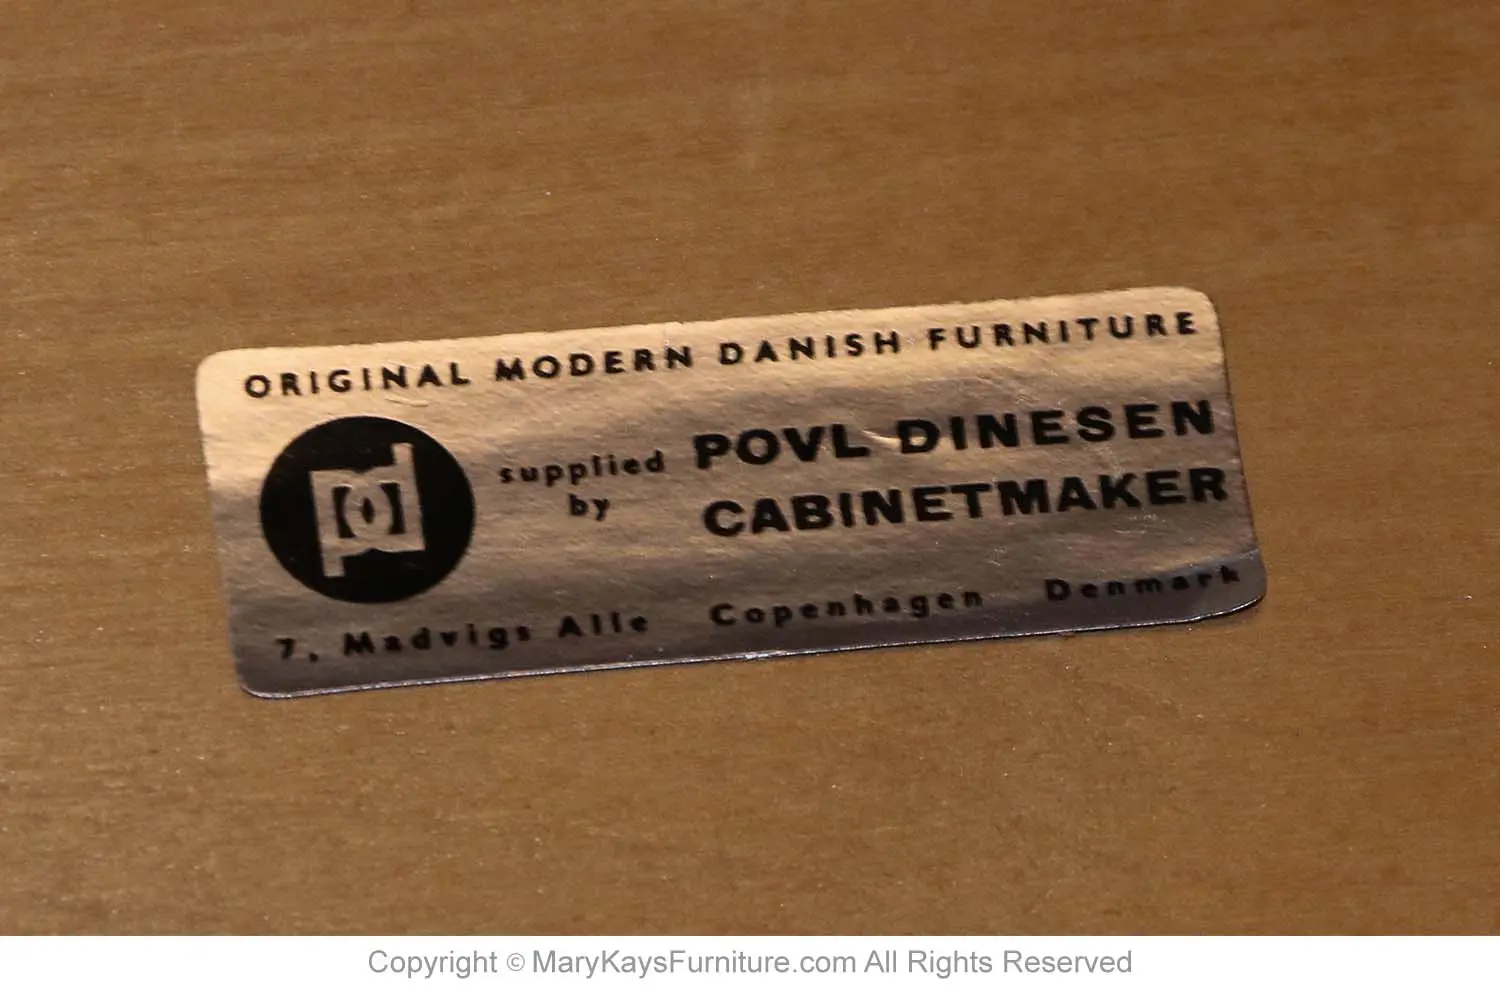 ORIGINAL MODERN DANISH FURNITURE
pd
supplied by
POVL DINESEN
CABINETMAKER
7, Madvigs Alle Copenhagen Denmark
Copyright © MaryKaysFurniture.com All Rights Reserved